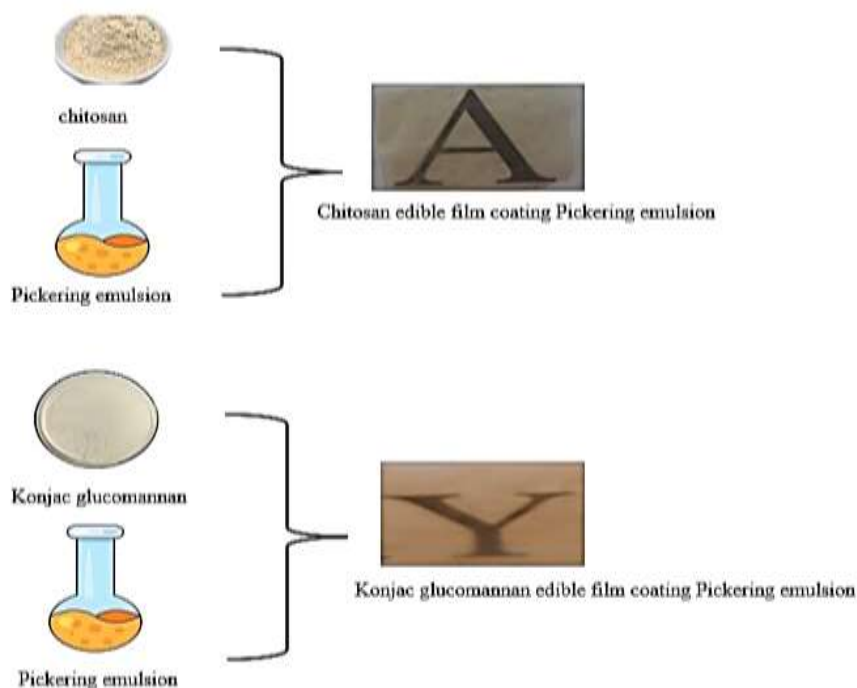 chitosan
A
Chitosan edible film coating Pickering emulsion
Pickering emulsion
Konjac glucomannan
Y
Konjac glucomannan edible film coating Pickering emulsion
Pickering emulsion